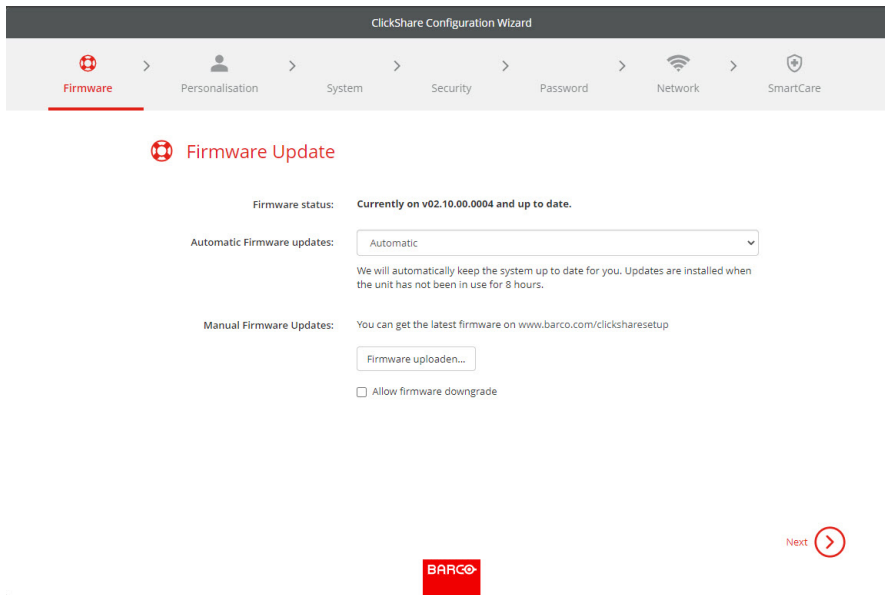 ClickShare Configuration Wizard
Firmware
Personalisation
System
Security
Password
Network
SmartCare
Firmware Update
Firmware status: Currently on v02.10.00.0004 and up to date.
Automatic Firmware updates: Automatic
We will automatically keep the system up to date for you. Updates are installed when
the unit has not been in use for 8 hours.
Manual Firmware Updates: You can get the latest firmware on www.barco.com/clicksharesetup
Firmware uploaden...
Allow firmware downgrade
Next
BARCO